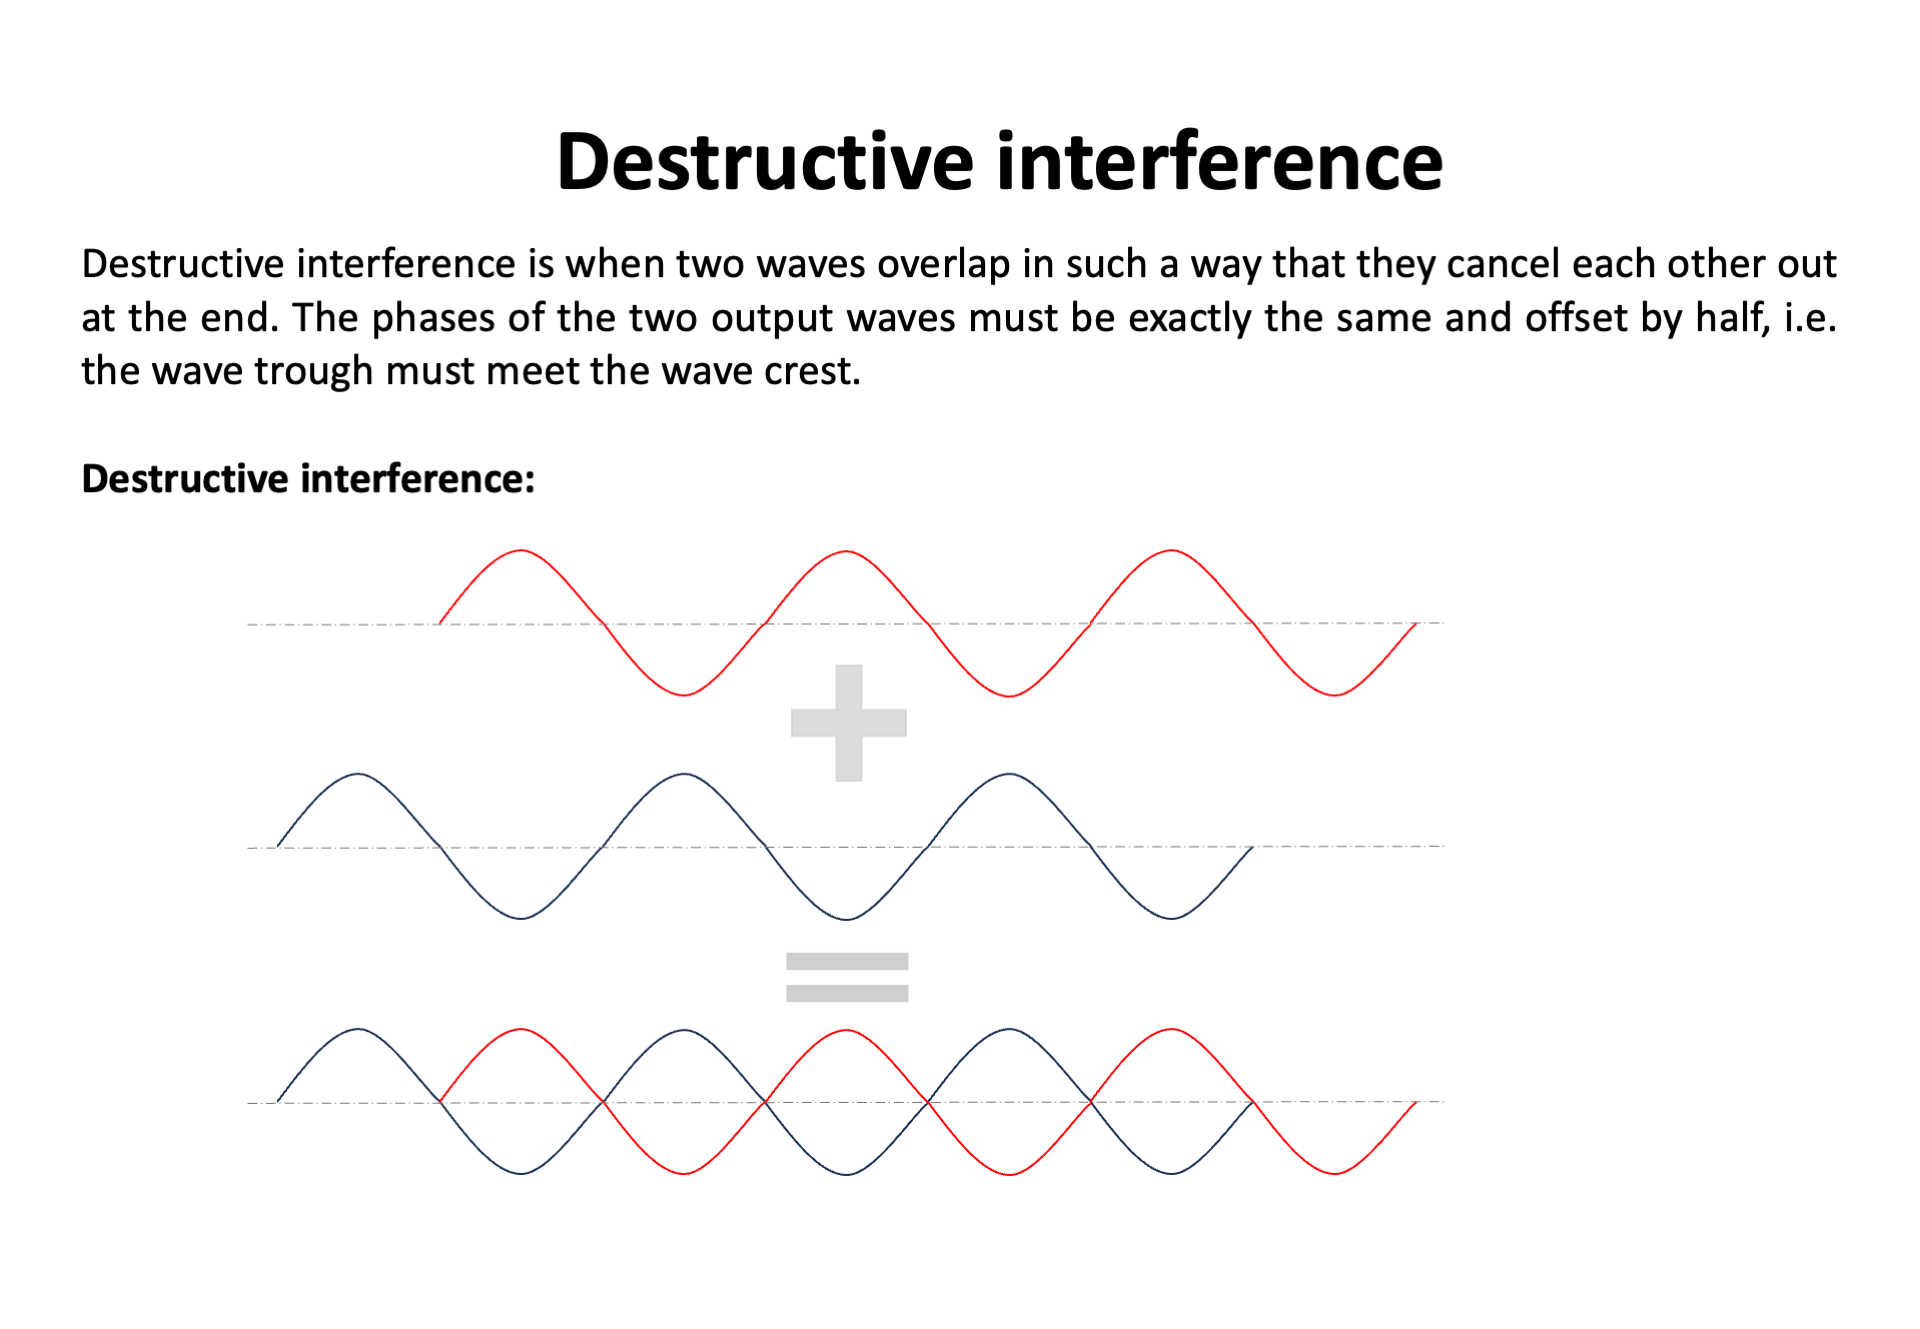 Destructive interference
Destructive interference is when two waves overlap in such a way that they cancel each other out
at the end. The phases of the two output waves must be exactly the same and offset by half, i.e.
the wave trough must meet the wave crest.
Destructive interference: